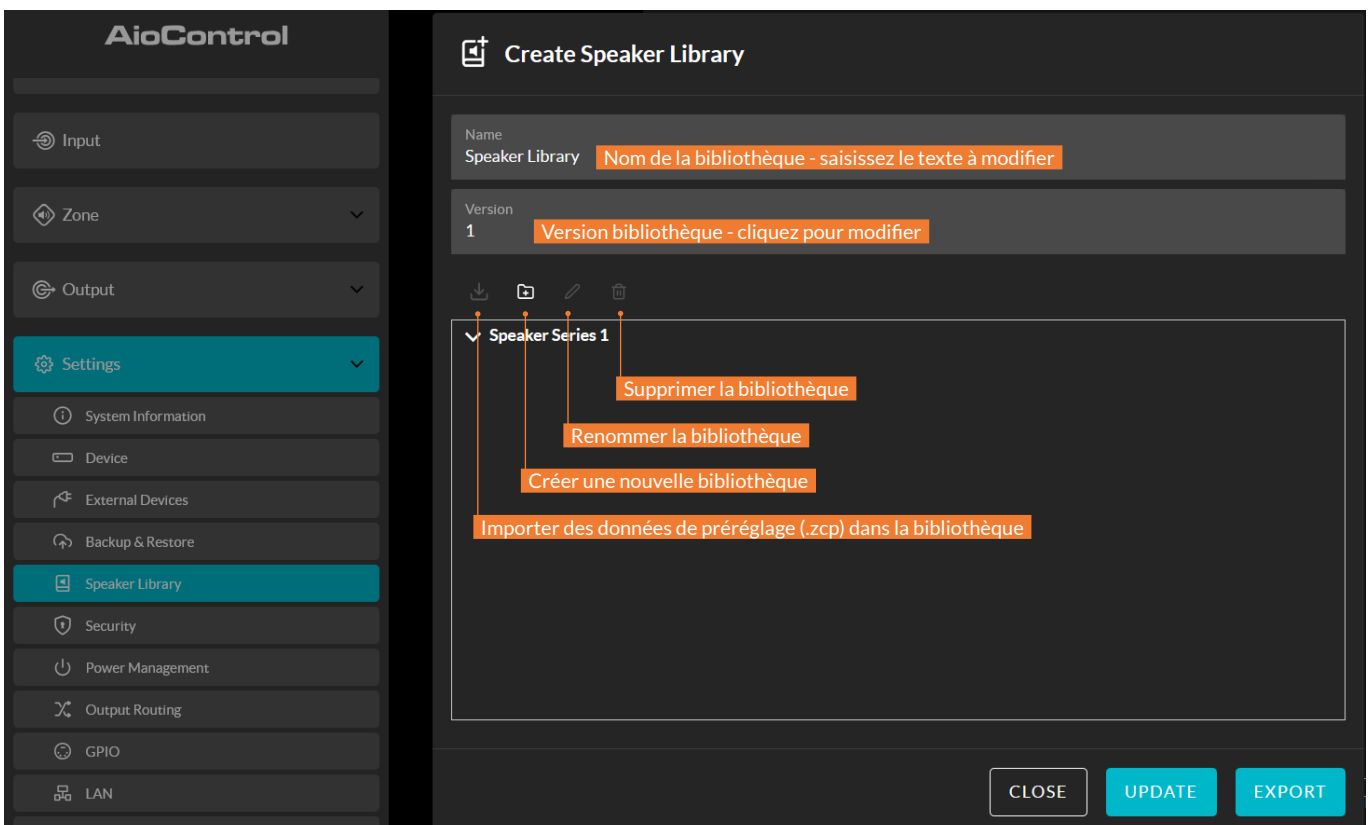 AioControl
Input
Zone
Output
Settings
System Information
Device
External Devices
Backup & Restore
Speaker Library
Security
Power Management
Output Routing
GPIO
LAN
Create Speaker Library
Name
Speaker Library Nom de la bibliothèque - saisissez le texte à modifier
Version
1 Version bibliothèque - cliquez pour modifier
Speaker Series 1
Supprimer la bibliothèque
Renommer la bibliothèque
Créer une nouvelle bibliothèque
Importer des données de préréglage (.zcp) dans la bibliothèque
CLOSE UPDATE EXPORT